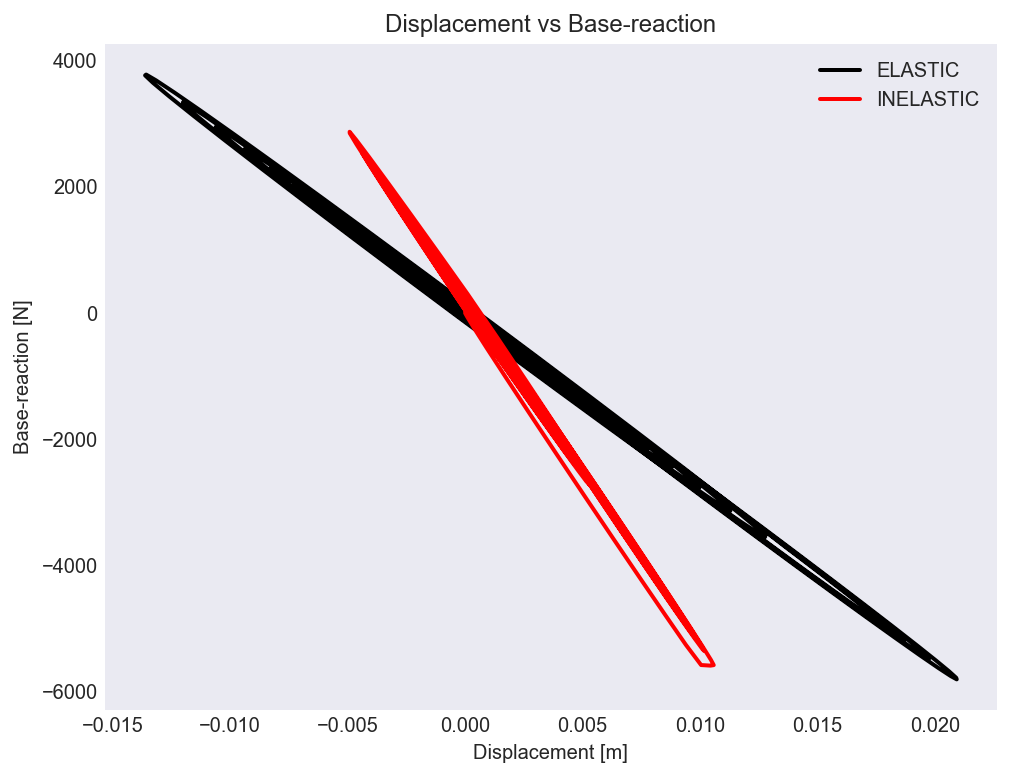 Displacement vs Base-reaction
ELASTIC
INELASTIC
Base-reaction [N]
4000
2000
0
−2000
−4000
−6000
−0.015 −0.010 −0.005 0.000 0.005 0.010 0.015 0.020
Displacement [m]